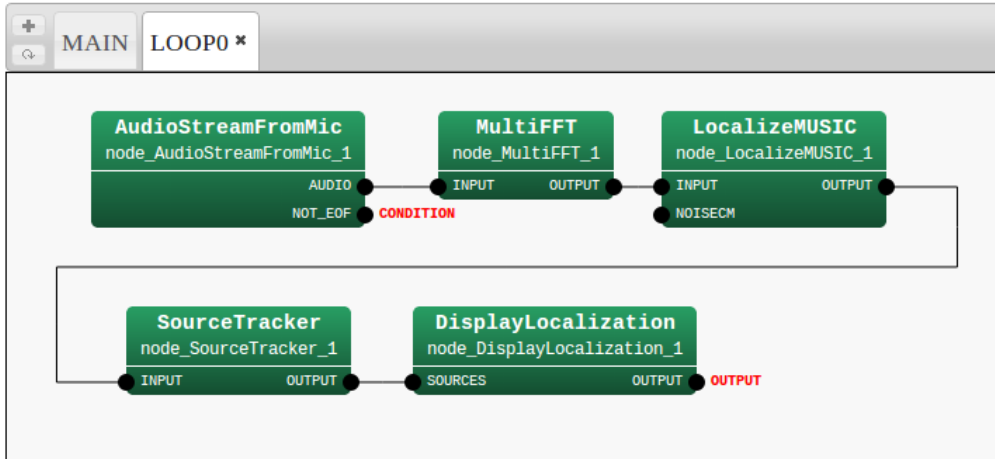 MAIN LOOP0 ×
AudioStreamFromMic
node_AudioStreamFromMic_1
AUDIO
NOT_EOF CONDITION
MultiFFT
node_MultiFFT_1
INPUT OUTPUT
LocalizeMUSIC
node_LocalizeMUSIC_1
INPUT OUTPUT
NOISECM
SourceTracker
node_SourceTracker_1
INPUT OUTPUT
DisplayLocalization
node_DisplayLocalization_1
SOURCES OUTPUT OUTPUT